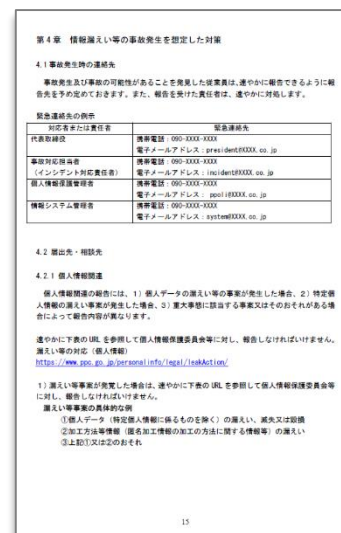 第4章 情報漏えい等の事故発生を想定した対策
4.1 事故発生時の連絡先
事故発生及び事故の可能性があることを発見した従業員は、速やかに報告できるように報
告先を予め定めておきます。また、報告を受けた責任者は、速やかに対処します。
緊急連絡先の例示
対応者または責任者 緊急連絡先
代表取締役 携帯電話：090-XXXX-XXXX
電子メールアドレス：president@XXXX.co.jp
事故対応担当者 携帯電話：090-XXXX-XXXX
（インシデント対応責任者） 電子メールアドレス：incident@XXXX.co.jp
個人情報保護管理者 携帯電話：090-XXXX-XXXX
電子メールアドレス： ppoli@XXXX.co.jp
情報システム管理者 携帯電話：090-XXXX-XXXX
電子メールアドレス：system@XXXX.co.jp
4.2 届出先・相談先
4.2.1 個人情報関連
個人情報関連の報告には、1）個人データの漏えい等の事案が発生した場合、2）特定個
人情報の漏えい事案が発生した場合、3）重大事態に該当する事案又はそのおそれがある場
合によって報告内容が異なります。
速やかに下表の URL を参照して個人情報保護委員会等に対し、報告しなければいけません。
漏えい等の対応（個人情報）
https://www.ppc.go.jp/personalinfo/legal/leakAction/
1）漏えい等事案が発覚した場合は、速やかに下表の URL を参照して個人情報保護委員会等
に対し、報告しなければいけません。
漏えい等事案の具体的な例
①個人データ（特定個人情報に係るものを除く）の漏えい、滅失又は毀損
②加工方法等情報（匿名加工情報の加工の方法に関する情報等）の漏えい
③上記①又は②のおそれ
15